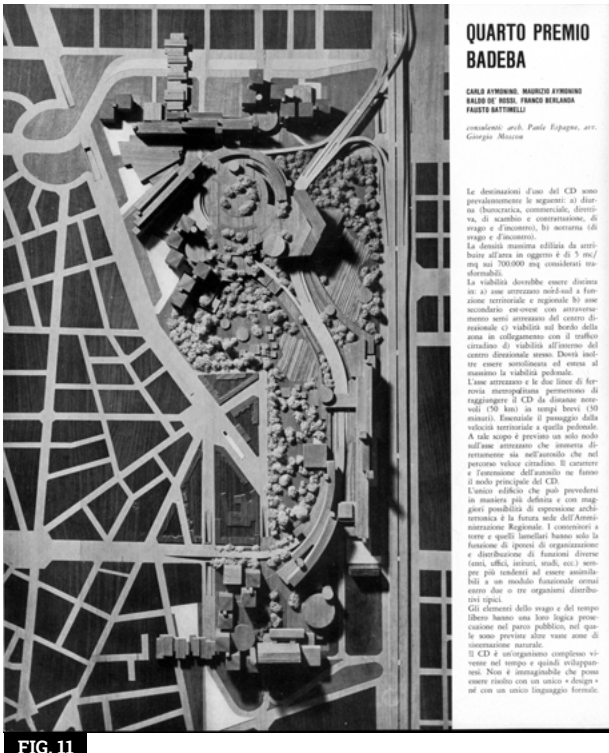 QUARTO PREMIO
BADEBA
CARLO AYMONINO, MAURIZIO AYMONINO
BALDO DE' ROSSI, FRANCO BERLANDA
FAUSTO BATTIMELLI
consulenti: arch. Paule Espagne, avv.
Giorgio Moscon
Le destinazioni d'uso del CD sono
prevalentemente le seguenti: a) diur-
na (burocratica, commerciale, diretti-
va, di scambio e contrattazione, di
svago e d'incontro), b) notturna (di
svago e d'incontro).
La densità massima edilizia da attri-
buire all'area in oggetto è di 5 mc/
mq sui 700.000 mq considerati tra-
sformabili.
La viabilità dovrebbe essere distinta
in: a) asse attrezzato nord-sud a fun-
zione territoriale e regionale b) asse
secondario est-ovest con attraversa-
mento semi attrezzato del centro di-
rezionale c) viabilità sul bordo della
zona in collegamento con il traffico
cittadino d) viabilità all'interno del
centro direzionale stesso. Dovrà inol-
tre essere sottolineata ed estesa al
massimo la viabilità pedonale.
L'asse attrezzato e le due linee di fer-
rovia metropolitana permettono di
raggiungere il CD da distanze note-
voli (50 km) in tempi brevi (30
minuti). Essenziale il passaggio dalla
velocità territoriale a quella pedonale.
A tale scopo è previsto un solo nodo
sull'asse attrezzato che immetta di-
rettamente sia nell'autosilo che nel
percorso veloce cittadino. Il carattere
e l'estensione dell'autosilo ne fanno
il nodo principale del CD.
L'unico edificio che può prevedersi
in maniera più definita e con mag-
giori possibilità di espressione archi-
tettonica è la futura sede dell'Ammi-
nistrazione Regionale. I contenitori a
torre e quelli lamellari hanno solo la
funzione di ipotesi di organizzazione
e distribuzione di funzioni diverse
(enti, uffici, istituti, studi, ecc.) sem-
pre più tendenti ad essere assimila-
bili a un modulo funzionale ormai
entro due o tre organismi distribu-
tivi tipici.
Gli elementi dello svago e del tempo
libero hanno una loro logica prose-
cuzione nel parco pubblico, nel qua-
le sono previste altre vaste zone di
sistemazione naturale.
Il CD è un'organismo complesso vi-
vente nel tempo e quindi sviluppan-
tesi. Non è immaginabile che possa
essere risolto con un unico « design »
né con un unico linguaggio formale.
FIG. 11